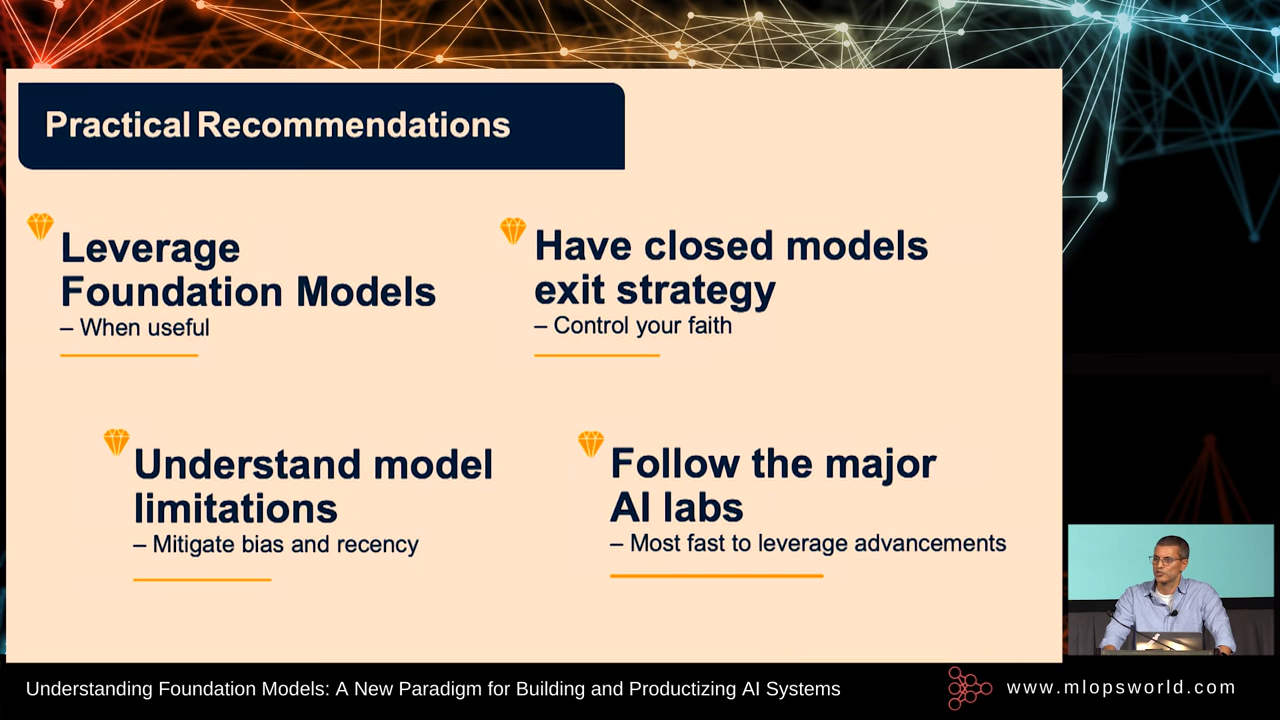 Practical Recommendations
Leverage
Foundation Models
– When useful
Have closed models
exit strategy
– Control your faith
Understand model
limitations
– Mitigate bias and recency
Follow the major
AI labs
– Most fast to leverage advancements
Understanding Foundation Models: A New Paradigm for Building and Productizing AI Systems
www.mlopsworld.com